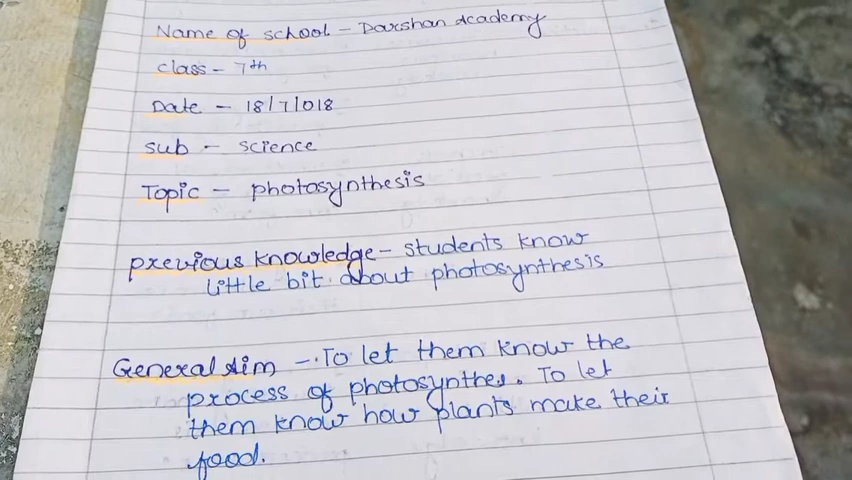 Name of school - Darshan Academy
class - 7th
Date - 18/7/018
sub - science
Topic - photosynthesis
previous knowledge - students know
little bit about photosynthesis
General Aim - . To let them know the
process of photosynthes. To let
them know how plants make their
food.